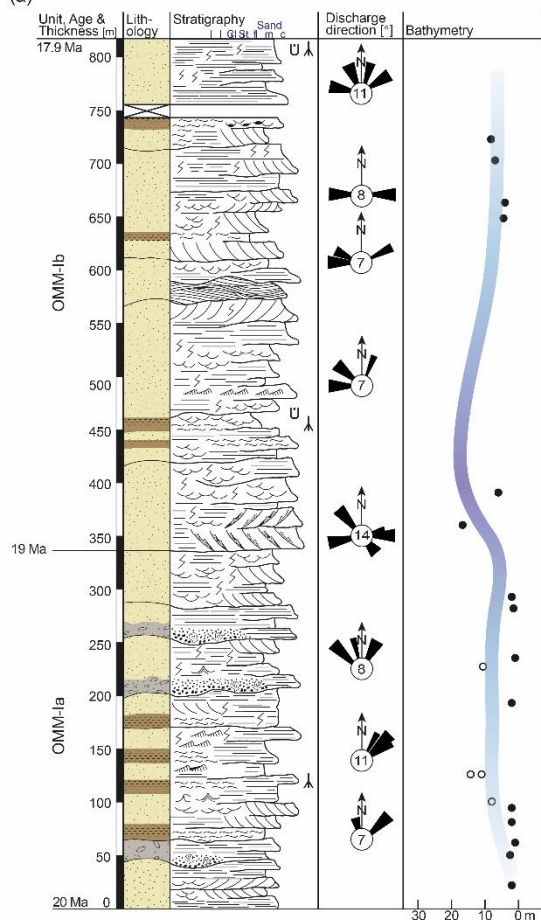 (a)
Unit, Age & Lith- Stratigraphy Discharge Bathymetry
Thickness [m] ology Cl St f m c direction [°]
Sand
17.9 Ma
800
N
11
750
700
N
8
650
N
7
600
OMM-Ib
550
N
7
500
450
400
N
14
350
19 Ma
300
250
N
8
200
OMM-Ia
150
N
11
100
N
7
50
20 Ma 0
30 20 10 0 m